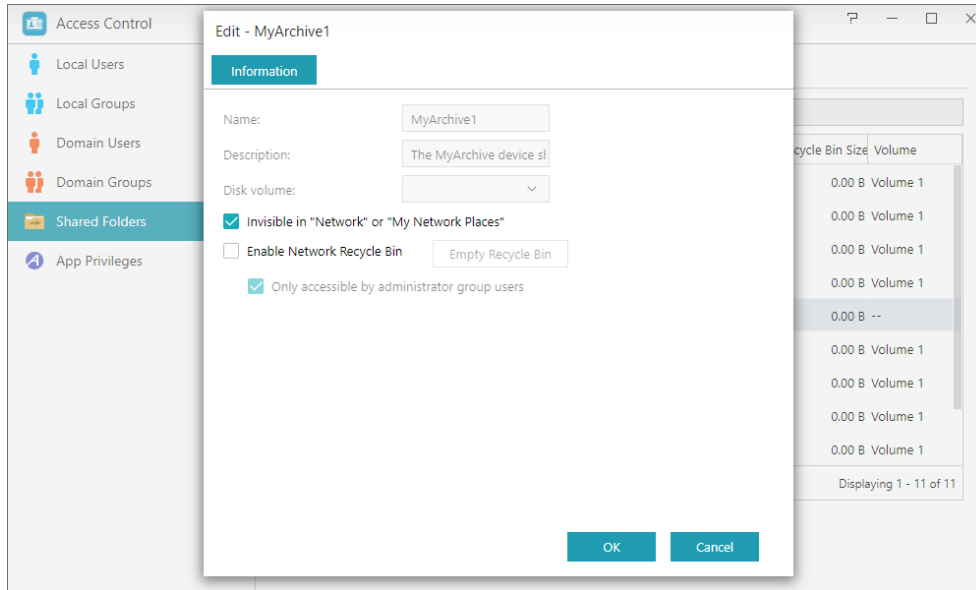 Access Control
Local Users
Local Groups
Domain Users
Domain Groups
Shared Folders
App Privileges
Edit - MyArchive1
Information
Name: MyArchive1
Description: The MyArchive device sl
Disk volume:
Invisible in "Network" or "My Network Places"
Enable Network Recycle Bin Empty Recycle Bin
Only accessible by administrator group users
OK Cancel
cycle Bin Size Volume
0.00 B Volume 1
0.00 B Volume 1
0.00 B Volume 1
0.00 B Volume 1
0.00 B --
0.00 B Volume 1
0.00 B Volume 1
0.00 B Volume 1
0.00 B Volume 1
Displaying 1 - 11 of 11